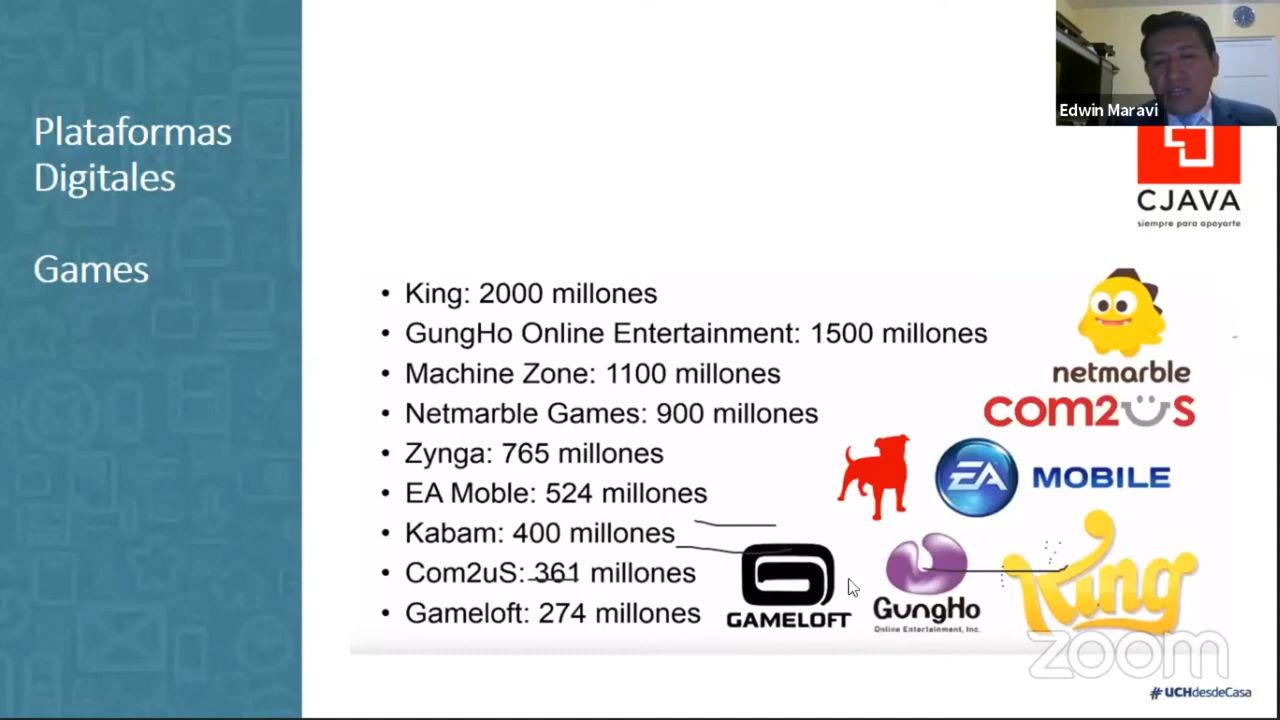 Plataformas
Digitales
Games
Edwin Maravi
CJAVA
siempre para apoyarte
• King: 2000 millones
• GungHo Online Entertainment: 1500 millones
• Machine Zone: 1100 millones
• Netmarble Games: 900 millones
• Zynga: 765 millones
• EA Moble: 524 millones
• Kabam: 400 millones
• Com2uS: 361 millones
• Gameloft: 274 millones
netmarble
com2us
EA MOBILE
GAMELOFT
GungHo
Online Entertainment, Inc.
King
zoom
#UCHdesdeCasa